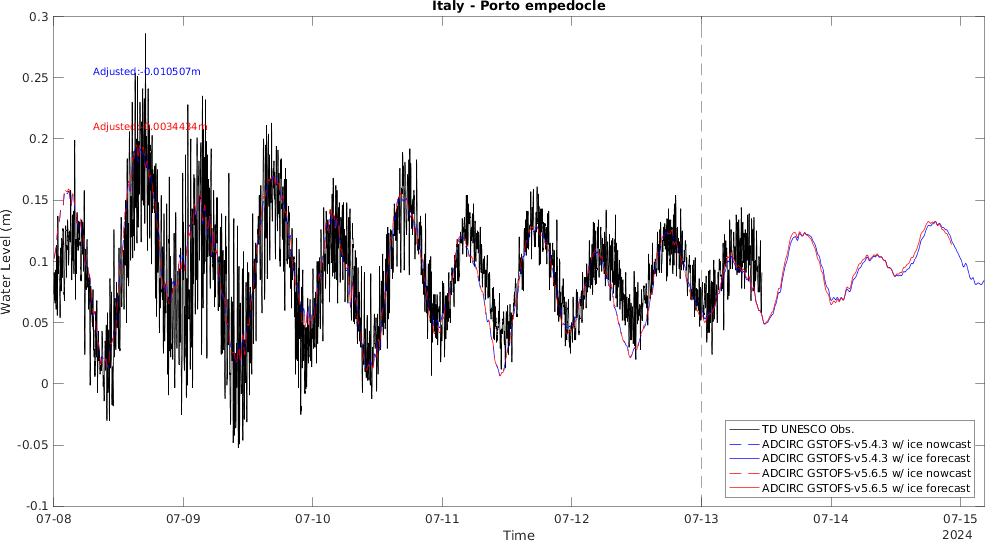 Italy - Porto empedocle
0.3
0.25
0.2
0.15
0.1
0.05
0
-0.05
-0.1
Water Level (m)
Adjusted:-0.010507m
Adjusted:-0.0034434m
TD UNESCO Obs.
ADCIRC GSTOFS-v5.4.3 w/ ice nowcast
ADCIRC GSTOFS-v5.4.3 w/ ice forecast
ADCIRC GSTOFS-v5.6.5 w/ ice nowcast
ADCIRC GSTOFS-v5.6.5 w/ ice forecast
07-08 07-09 07-10 07-11 07-12 07-13 07-14 07-15
Time
2024